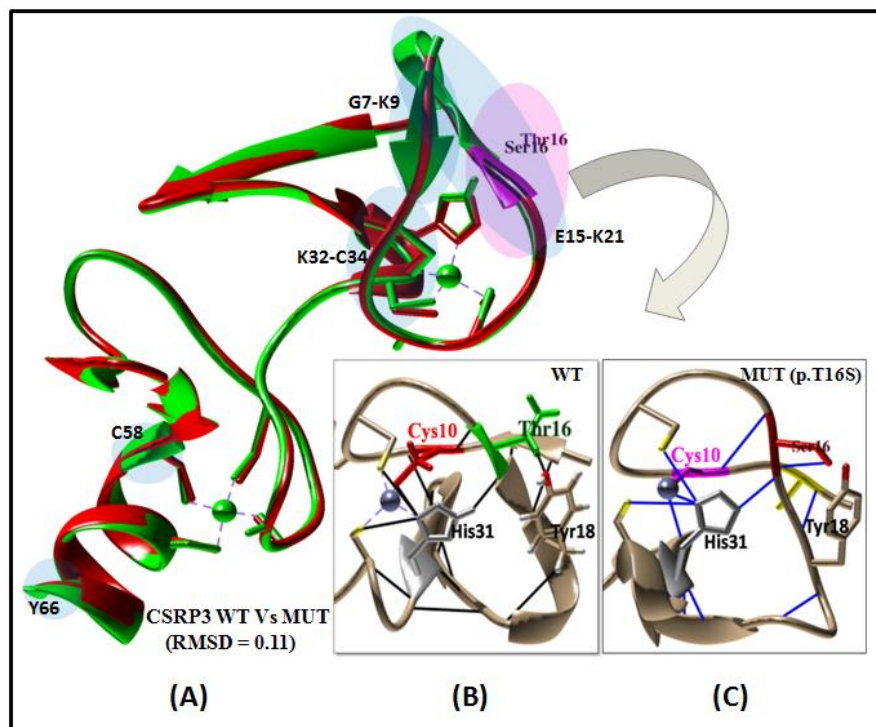 G7-K9
Thr16
Ser16
K32-C34
E15-K21
C58
Y66
CSRP3 WT Vs MUT
(RMSD = 0.11)
WT
Cys10
Thr16
His31
Tyr18
MUT (p.T16S)
Cys10
Ser16
His31
Tyr18
(A)
(B)
(C)